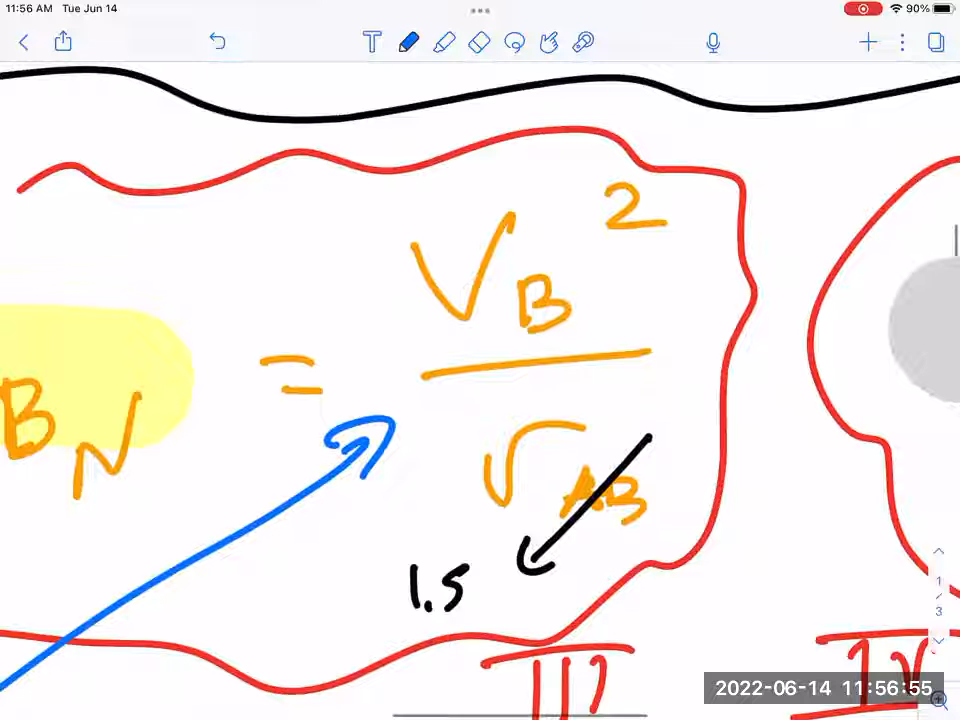 11:56 AM Tue Jun 14
90%
V_B^2
B_N = ―
r_AB
1.5
1
3
III
IV
2022-06-14 11:56:55